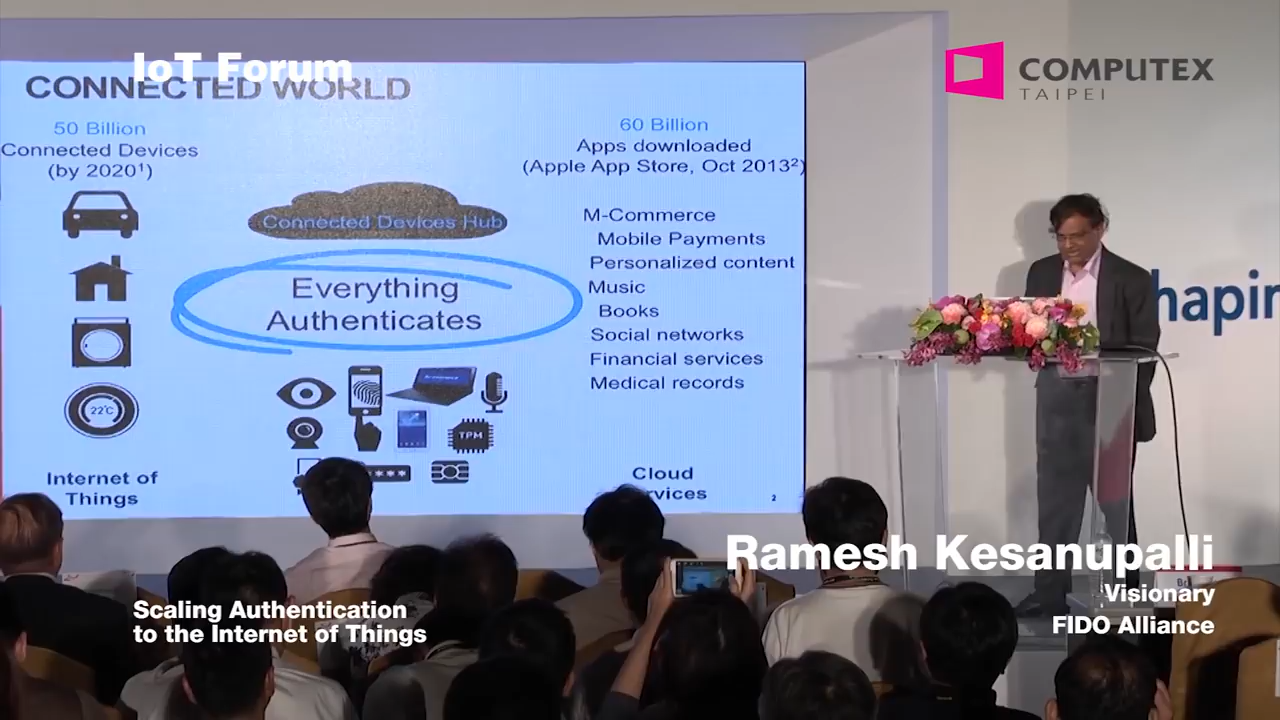 IoT Forum
CONNECTED WORLD
COMPUTEX
TAIPEI
50 Billion
Connected Devices
(by 2020¹)
60 Billion
Apps downloaded
(Apple App Store, Oct 2013²)
Connected Devices Hub
Everything
Authenticates
M-Commerce
Mobile Payments
Personalized content
Music
Books
Social networks
Financial services
Medical records
22°C
TPM
****
Internet of
Things
Cloud
2
hapin
Ramesh Kesanupalli
Visionary
FIDO Alliance
Scaling Authentication
to the Internet of Things